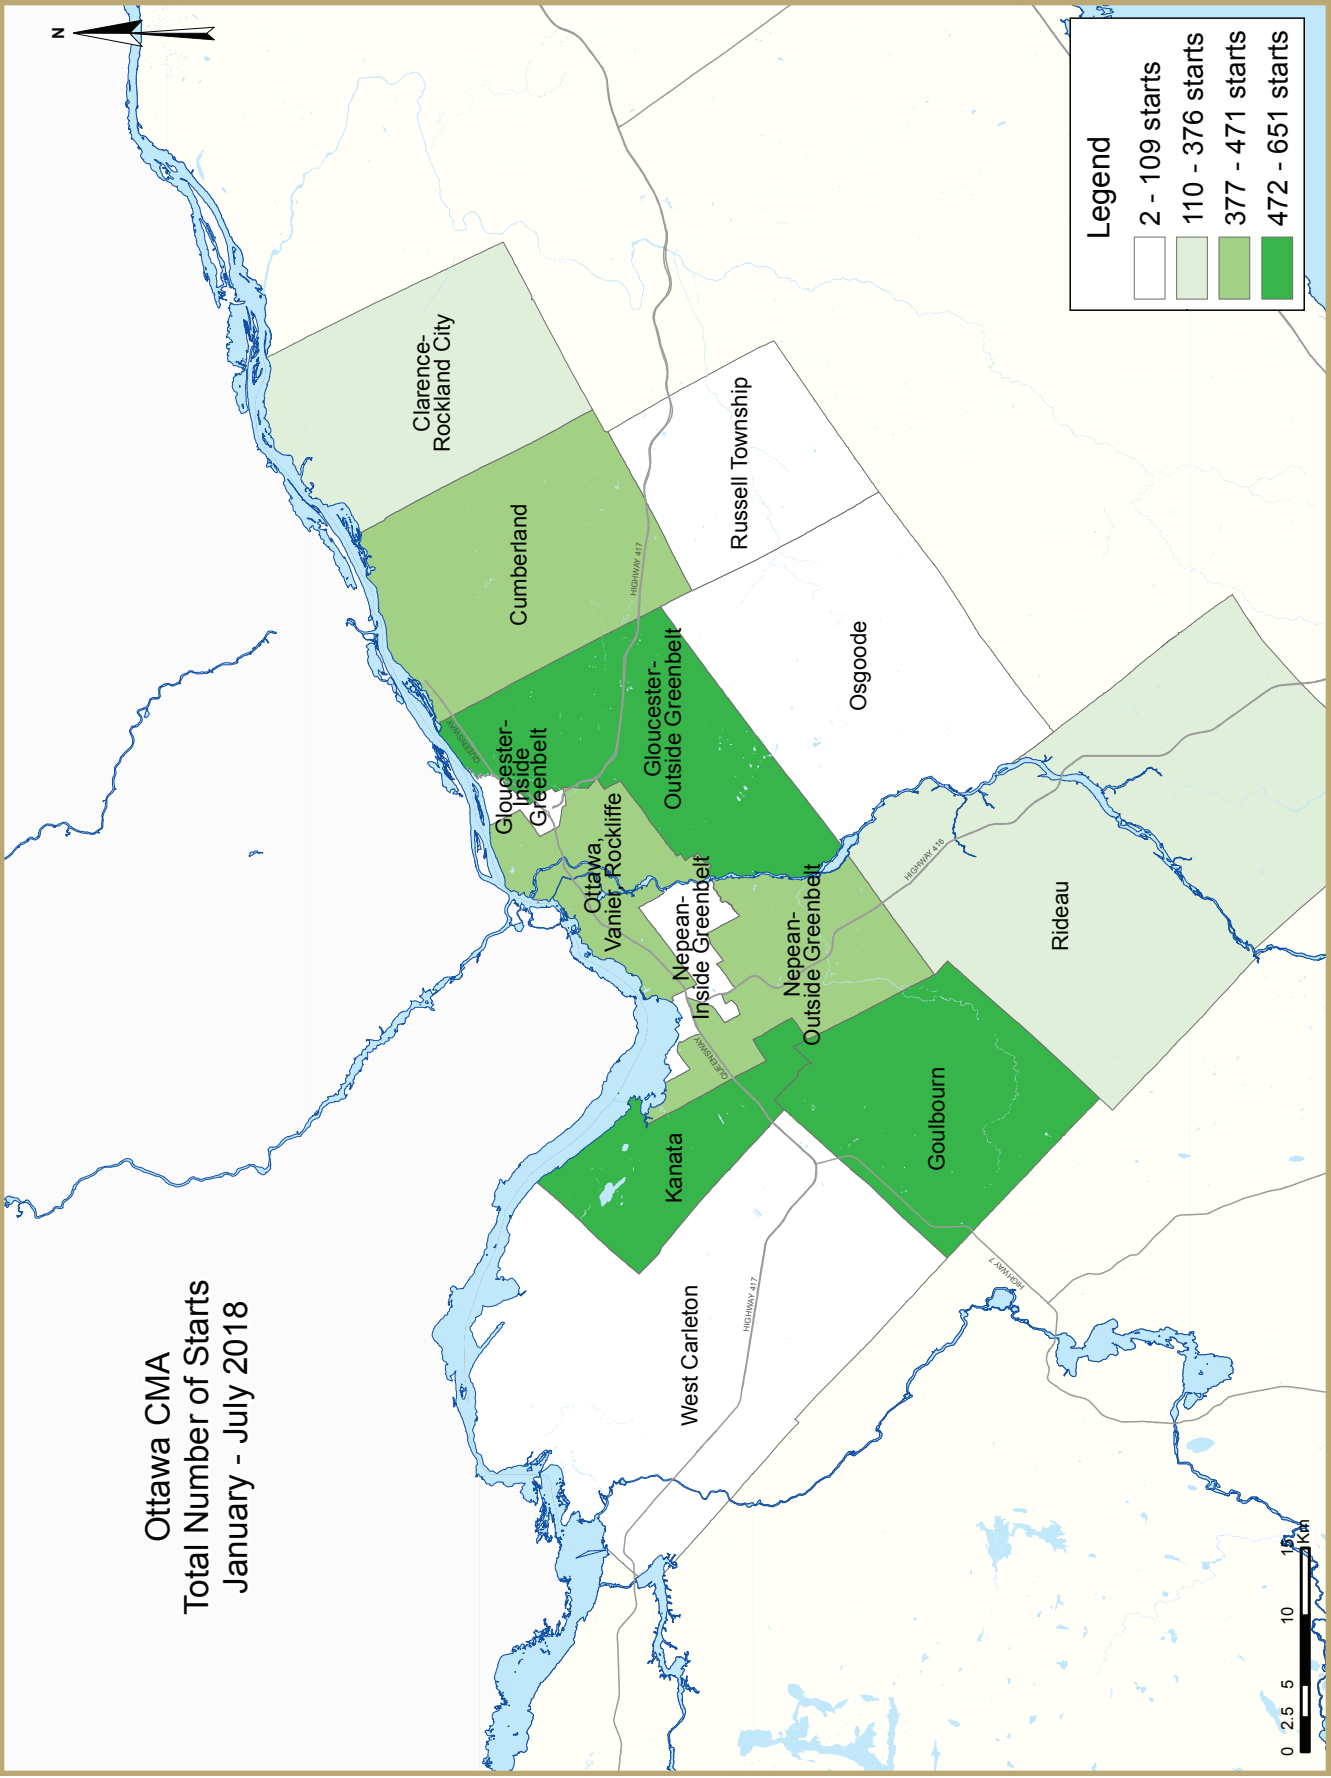 Ottawa CMA
Total Number of Starts
January - July 2018
N
Clarence-
Rockland City
Cumberland
Russell Township
HIGHWAY 417
Gloucester-
Outside Greenbelt
Osgoode
QUEENSWAY
Gloucester-
Inside
Greenbelt
Ottawa,
Vanier, Rockliffe
Nepean-
Inside Greenbelt
Nepean-
Outside Greenbelt
HIGHWAY 416
Rideau
QUEENSWAY
Kanata
Goulbourn
West Carleton
HIGHWAY 417
HIGHWAY 7
Legend
2 - 109 starts
110 - 376 starts
377 - 471 starts
472 - 651 starts
0 2.5 5 10 15
Km